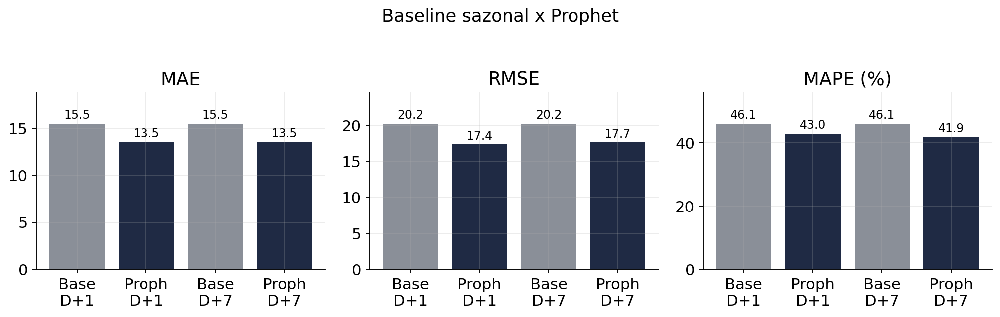 Baseline sazonal x Prophet
MAE
15.5
13.5
15.5
13.5
15
10
5
0
Base
D+1
Proph
D+1
Base
D+7
Proph
D+7
RMSE
20.2
17.4
20.2
17.7
20
15
10
5
0
Base
D+1
Proph
D+1
Base
D+7
Proph
D+7
MAPE (%)
46.1
43.0
46.1
41.9
40
20
0
Base
D+1
Proph
D+1
Base
D+7
Proph
D+7